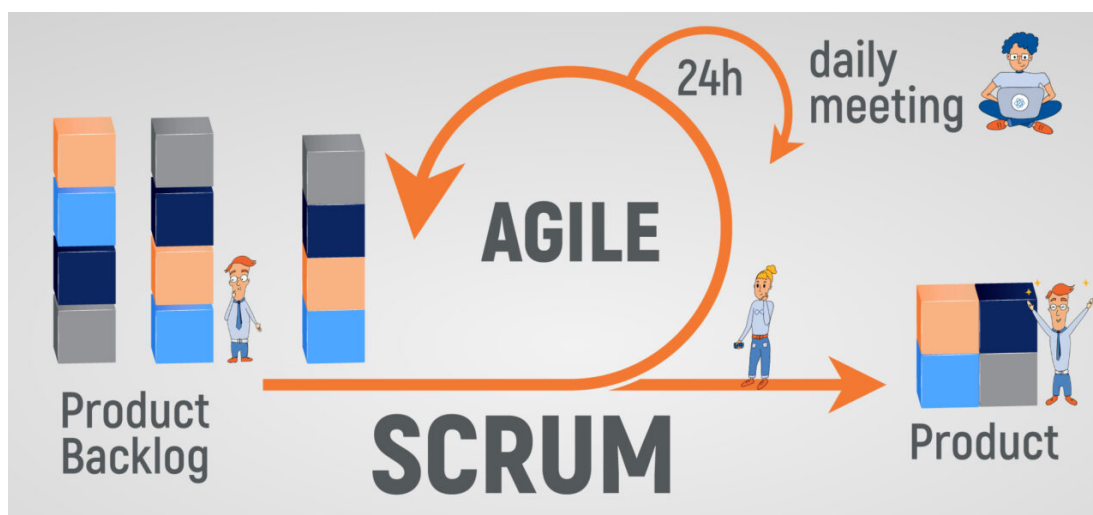 24h
daily
meeting
AGILE
Product
Backlog
SCRUM
Product